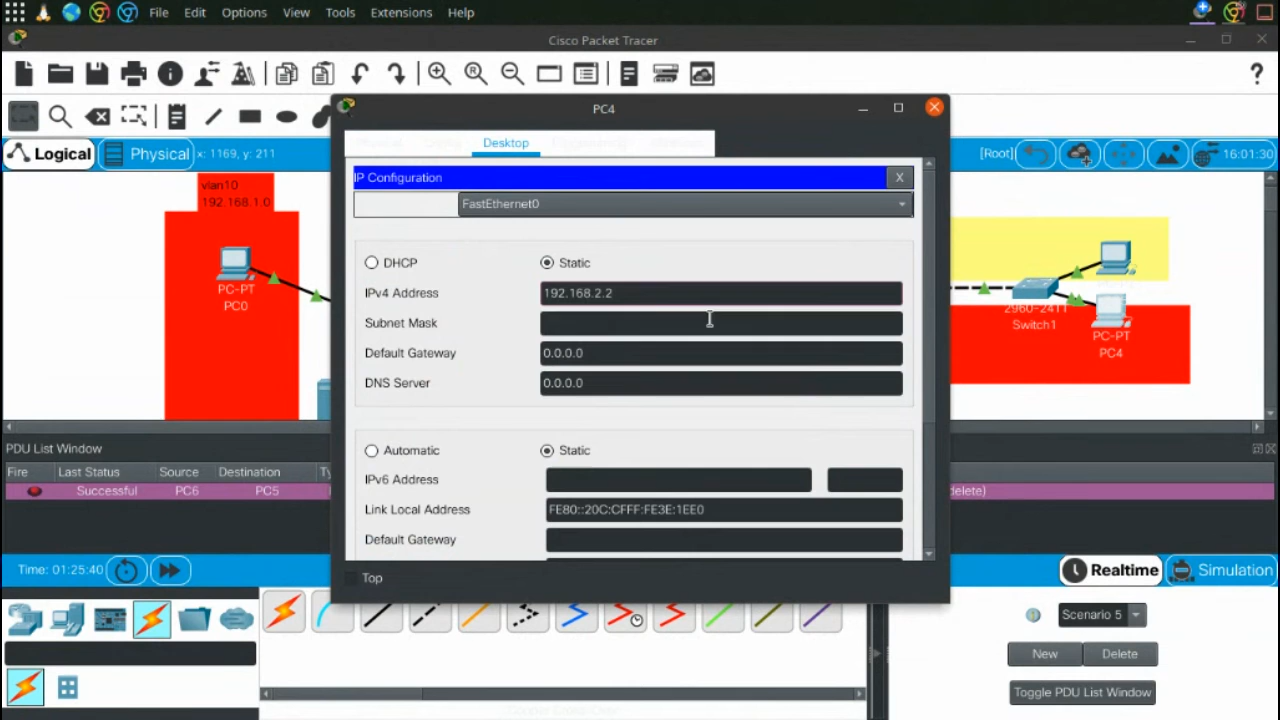 File Edit Options View Tools Extensions Help
Cisco Packet Tracer
?
PC4
Logical
Physical
x: 1169, y: 211
[Root]
16:01:30
Desktop
IP Configuration
X
FastEthernet0
vlan10
192.168.1.0
DHCP
Static
IPv4 Address
192.168.2.2
Subnet Mask
Default Gateway
0.0.0.0
DNS Server
0.0.0.0
PC-PT
PC0
2960-24TT
Switch1
PC-PT
PC4
Automatic
Static
IPv6 Address
Link Local Address
FE80::20C:CFFF:FE3E:1EE0
Default Gateway
Top
PDU List Window
Fire Last Status Source Destination Ty
Successful PC6 PC5
delete)
Time: 01:25:40
Realtime
Simulation
Scenario 5
New
Delete
Toggle PDU List Window